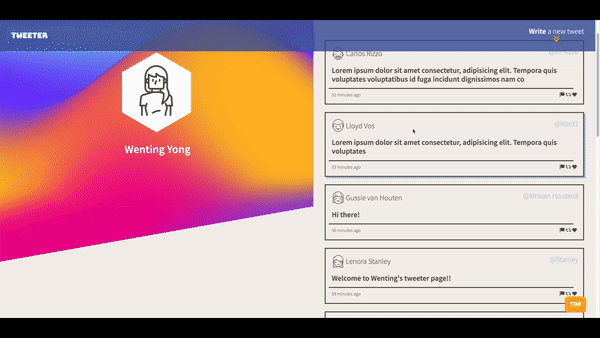 TWEETER
Write a new tweet
Wenting Yong
Carlos Rizzo
Lorem ipsum dolor sit amet consectetur, adipisicing elit. Tempora quis
voluptates voluptatibus id fuga incidunt dignissimos nam co
51 minutes ago
Lloyd Vos
@Vos31
Lorem ipsum dolor sit amet consectetur, adipisicing elit. Tempora quis
voluptates
53 minutes ago
Gussie van Houten
Hi there!
56 minutes ago
Lenora Stanley
@Stanley
Welcome to Wenting's tweeter page!!
59 minutes ago
TOP